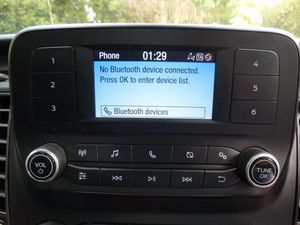 Phone 01:29
No Bluetooth device connected.
Press OK to enter device list.
Bluetooth devices
1
2
3
4
5
6
VOL
TUNE
OK